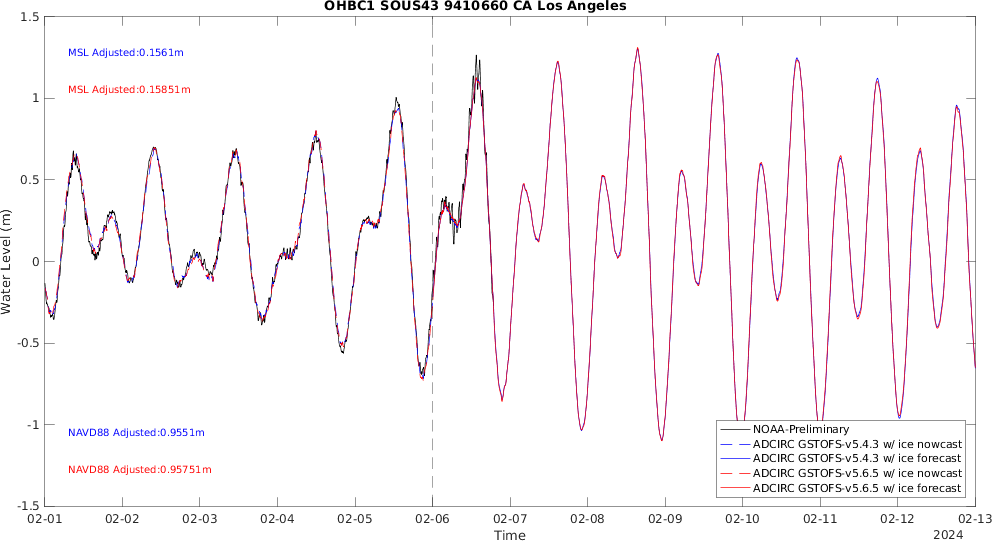 OHBC1 SOUS43 9410660 CA Los Angeles
1.5
MSL Adjusted:0.1561m
MSL Adjusted:0.15851m
1
0.5
0
Water Level (m)
-0.5
-1
NAVD88 Adjusted:0.9551m
NAVD88 Adjusted:0.95751m
-1.5
NOAA-Preliminary
ADCIRC GSTOFS-v5.4.3 w/ ice nowcast
ADCIRC GSTOFS-v5.4.3 w/ ice forecast
ADCIRC GSTOFS-v5.6.5 w/ ice nowcast
ADCIRC GSTOFS-v5.6.5 w/ ice forecast
02-01 02-02 02-03 02-04 02-05 02-06 02-07 02-08 02-09 02-10 02-11 02-12 02-13
Time
2024